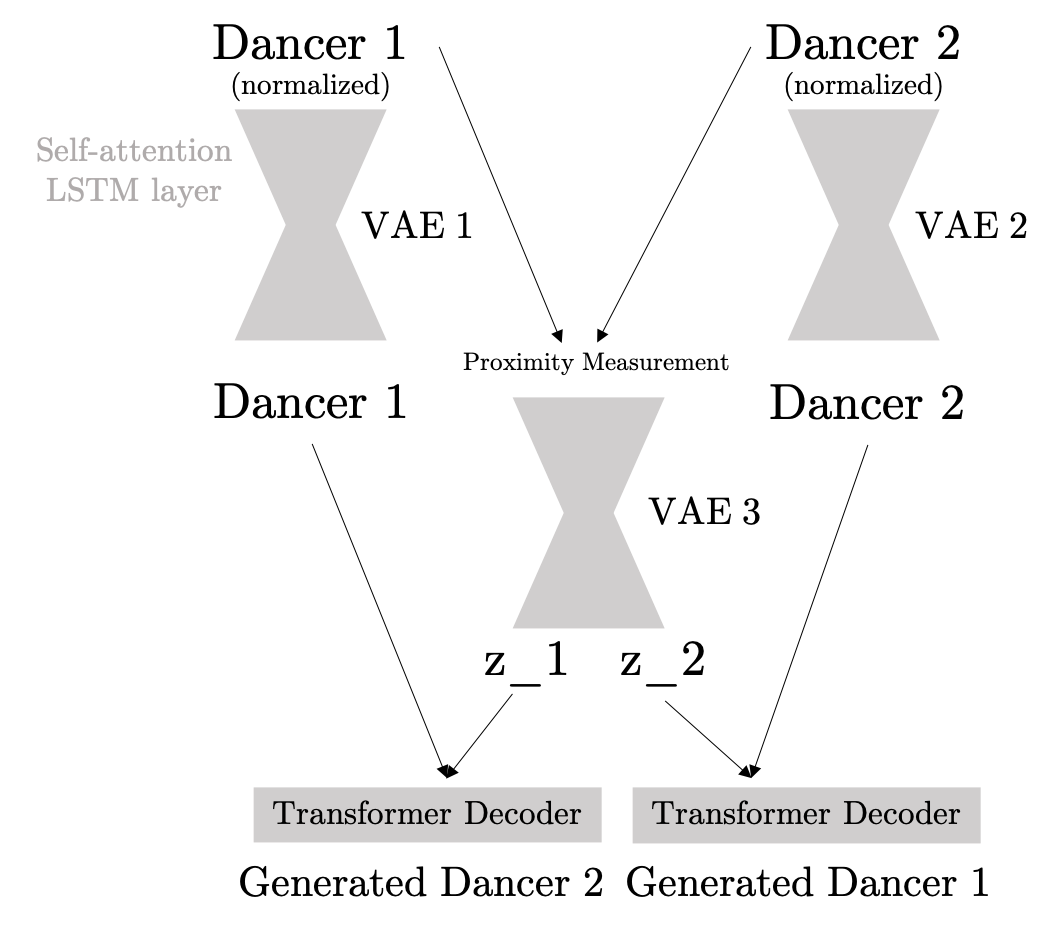 Dancer 1
(normalized)
Dancer 2
(normalized)
Self-attention
LSTM layer
VAE 1
VAE 2
Proximity Measurement
Dancer 1
Dancer 2
VAE 3
z_1
z_2
Transformer Decoder
Transformer Decoder
Generated Dancer 2
Generated Dancer 1